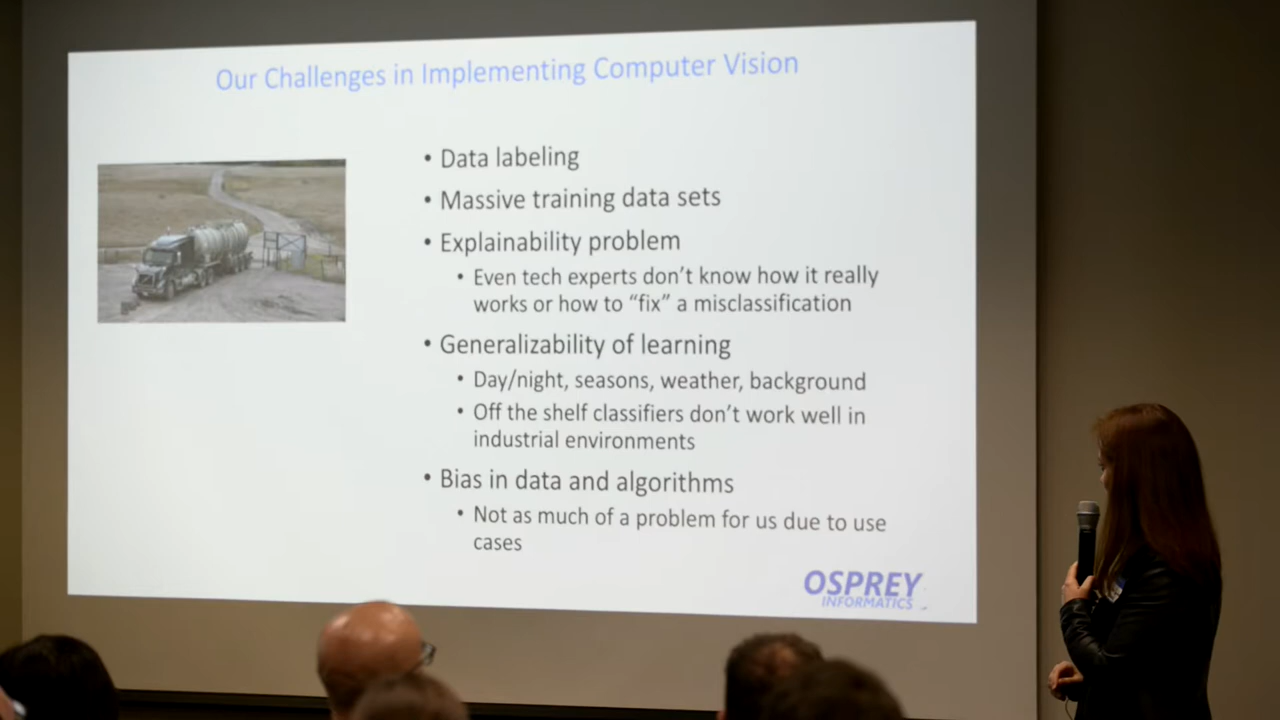 Our Challenges in Implementing Computer Vision
• Data labeling
• Massive training data sets
• Explainability problem
• Even tech experts don't know how it really
works or how to “fix” a misclassification
• Generalizability of learning
• Day/night, seasons, weather, background
• Off the shelf classifiers don't work well in
industrial environments
• Bias in data and algorithms
• Not as much of a problem for us due to use
cases
OSPREY
INFORMATICS